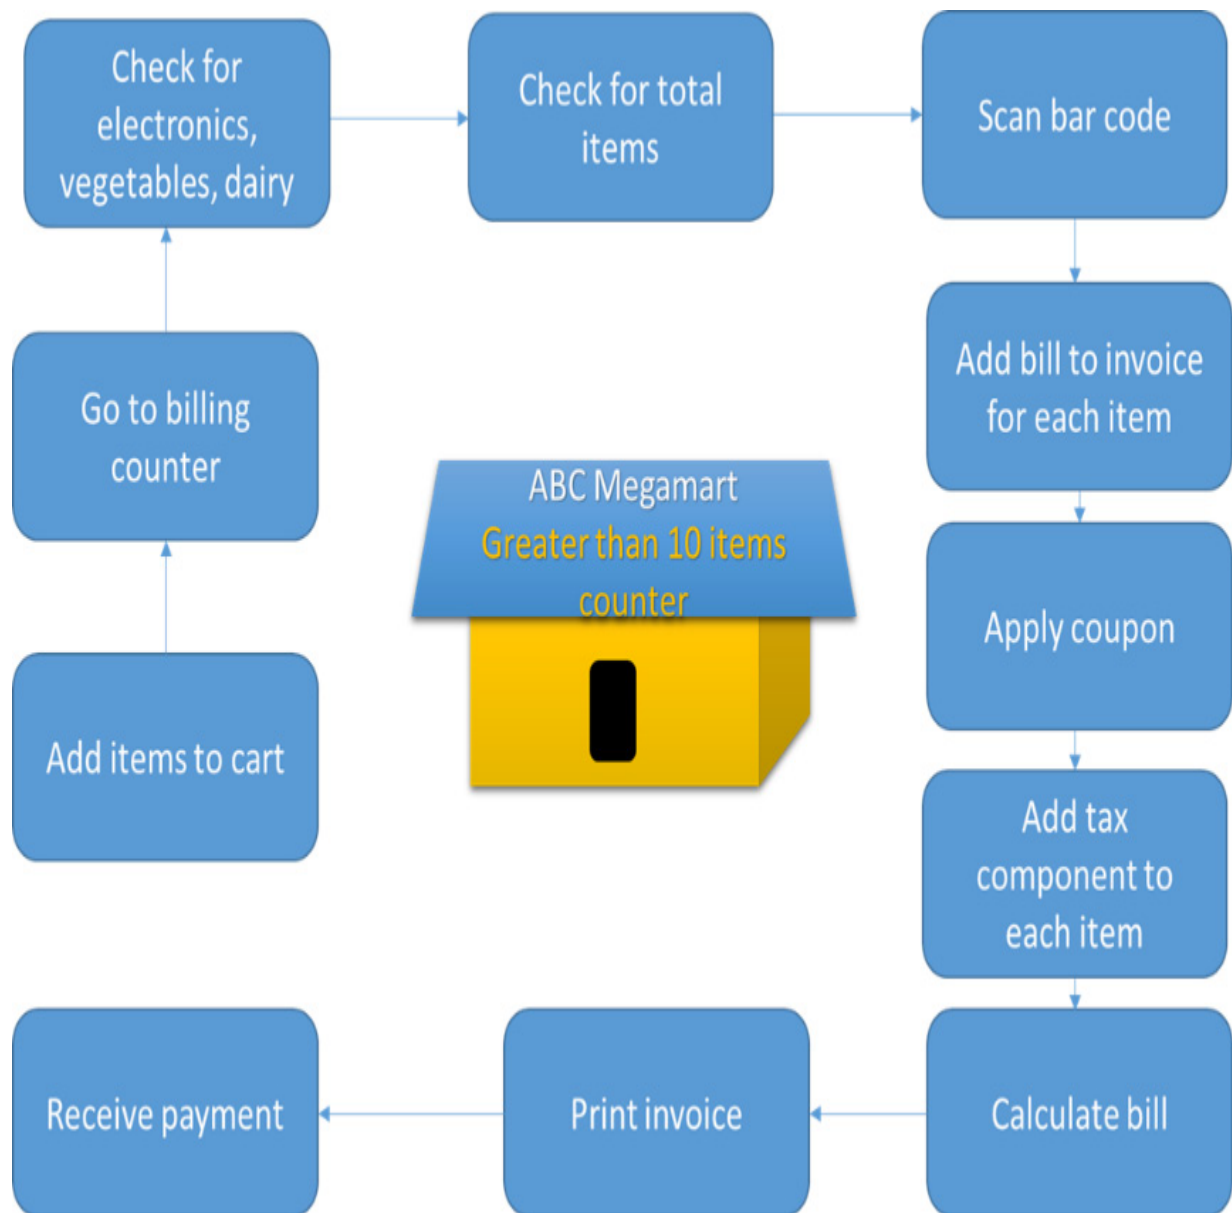 Check for
electronics,
vegetables, dairy
Check for total
items
Scan bar code
Go to billing
counter
Add bill to invoice
for each item
ABC Megamart
Greater than 10 items
counter
Apply coupon
Add items to cart
Add tax
component to
each item
Receive payment
Print invoice
Calculate bill